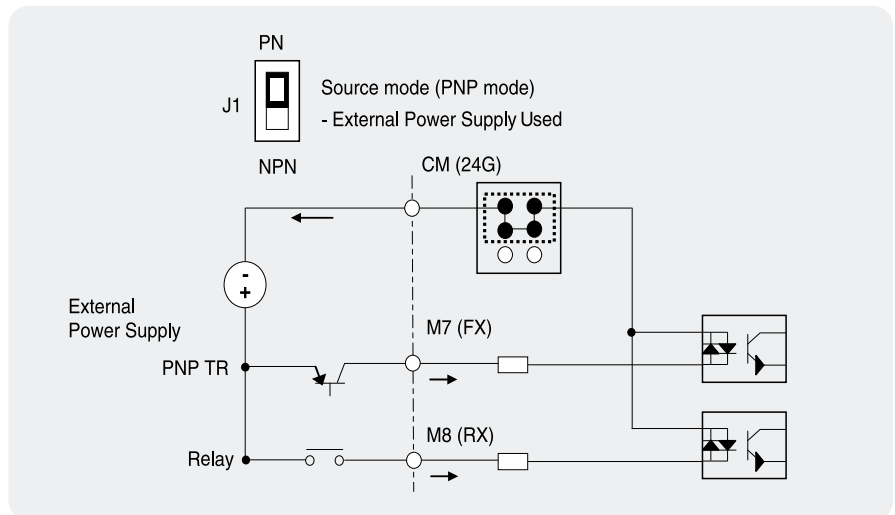 PN
J1
Source mode (PNP mode)
- External Power Supply Used
NPN
CM (24G)
-
+
External
Power Supply
M7 (FX)
PNP TR
M8 (RX)
Relay